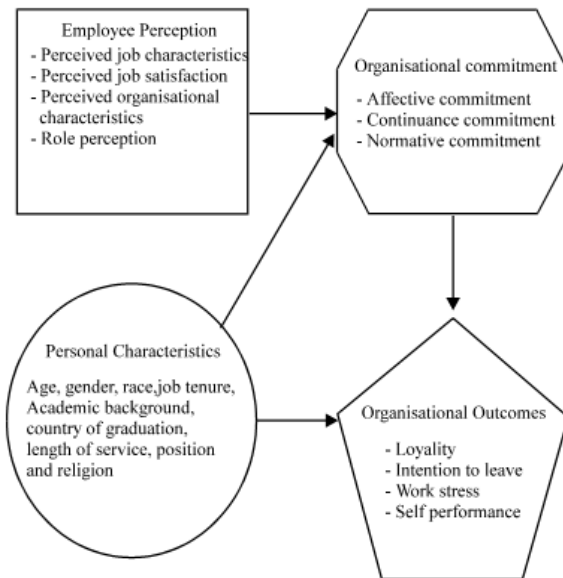 Employee Perception
- Perceived job characteristics
- Perceived job satisfaction
- Perceived organisational
characteristics
- Role perception
Organisational commitment
- Affective commitment
- Continuance commitment
- Normative commitment
Personal Characteristics
Age, gender, race,job tenure,
Academic background,
country of graduation,
length of service, position
and religion
Organisational Outcomes
- Loyality
- Intention to leave
- Work stress
- Self performance